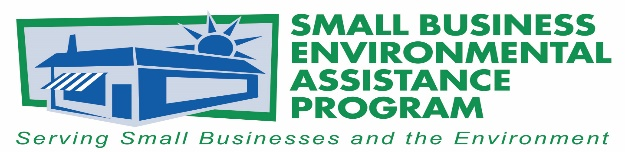 SMALL BUSINESS
ENVIRONMENTAL
ASSISTANCE
PROGRAM
Serving Small Businesses and the Environment